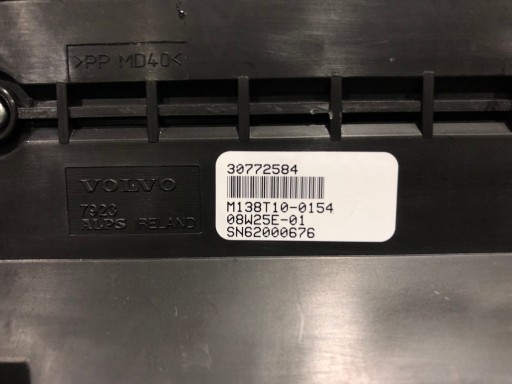 >PP MD40<
VOLVO
7923
ALPS IRELAND
30772584
M138T10-0154
08W25E-01
SN62000676